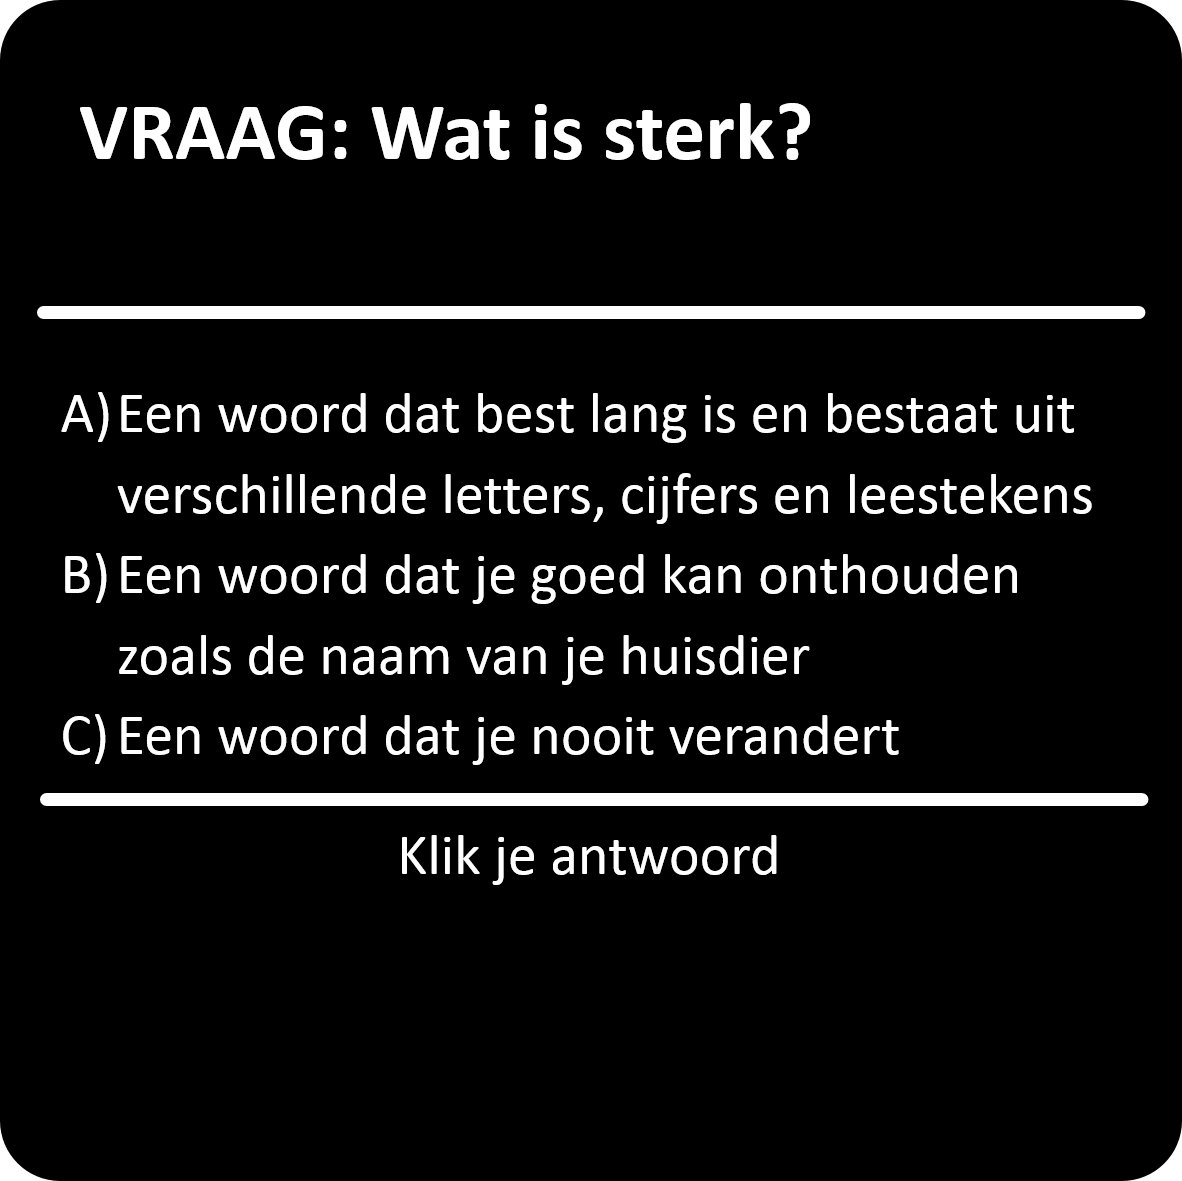 VRAAG: Wat is sterk?
A) Een woord dat best lang is en bestaat uit
verschillende letters, cijfers en leestekens
B) Een woord dat je goed kan onthouden
zoals de naam van je huisdier
C) Een woord dat je nooit verandert
Klik je antwoord